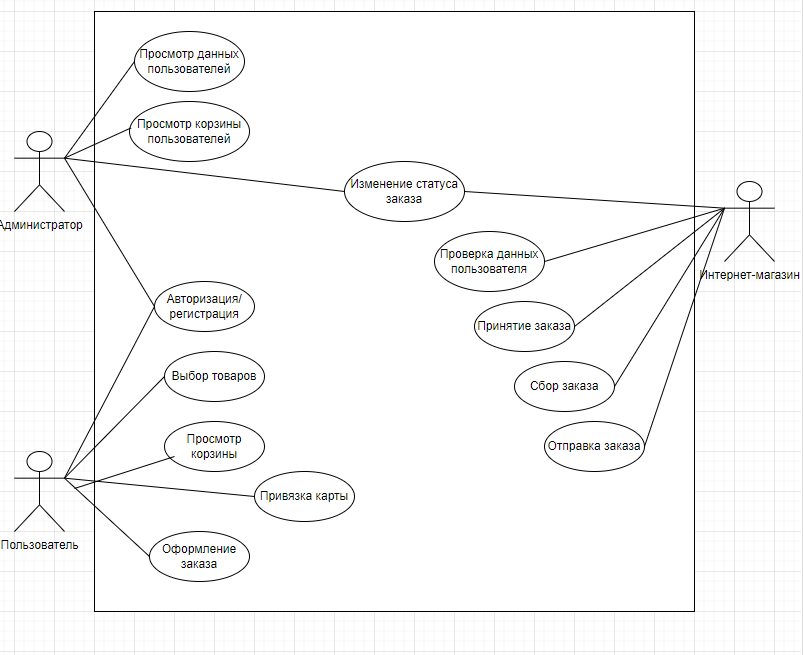 Просмотр данных
пользователей
Просмотр корзины
пользователей
Администратор
Изменение статуса
заказа
Проверка данных
пользователя
Интернет-магазин
Авторизация/
регистрация
Принятие заказа
Выбор товаров
Сбор заказа
Просмотр
корзины
Отправка заказа
Привязка карты
Пользователь
Оформление
заказа